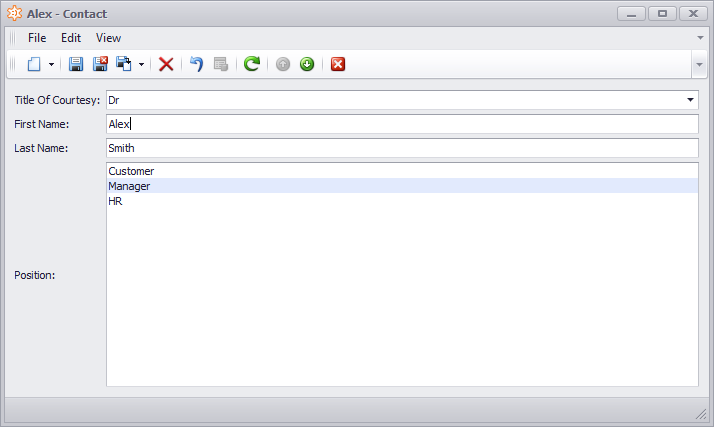 Alex - Contact
File Edit View
Title Of Courtesy: Dr
First Name: Alex
Last Name: Smith
Customer
Manager
HR
Position: